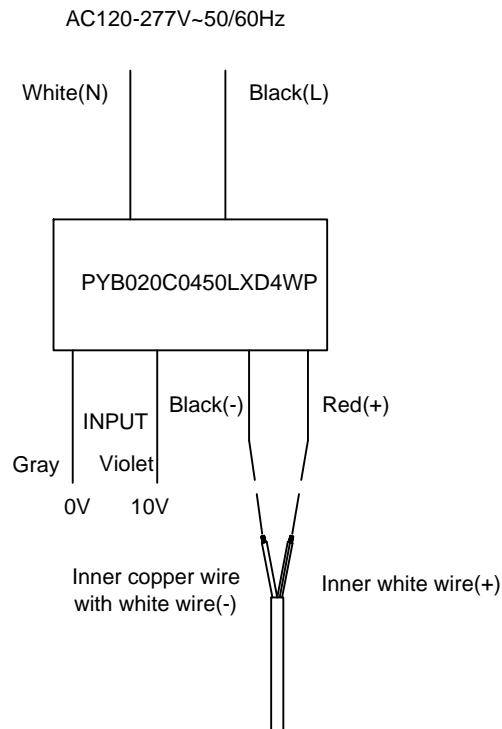 AC120-277V~50/60Hz
White(N)
Black(L)
PYB020C0450LXD4WP
INPUT
Black(-)
Red(+)
Gray
Violet
0V
10V
Inner copper wire
with white wire(-)
Inner white wire(+)